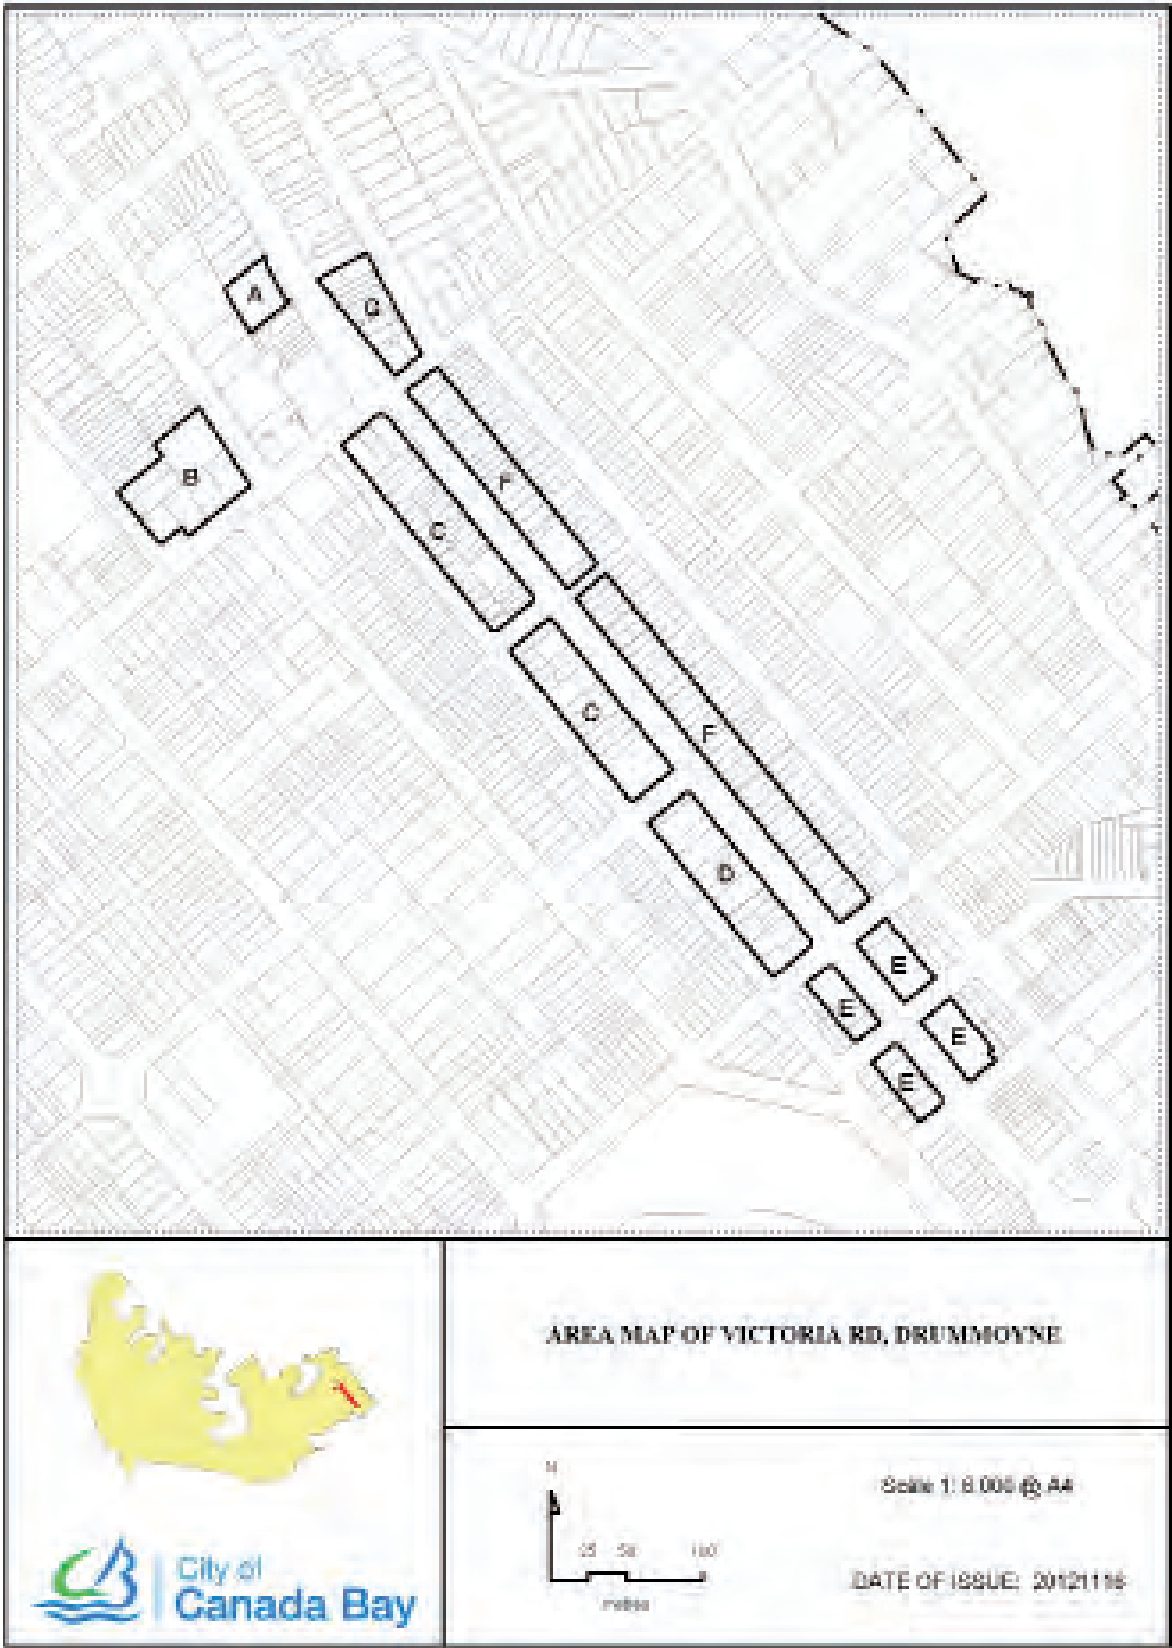 A
G
B
F
C
C
F
D
E
E
E
E
AREA MAP OF VICTORIA RD, DRUMMOYNE
N
Scale 1: 6.000 @ A4
25 50 100
metres
DATE OF ISSUE: 20121116
City of
Canada Bay